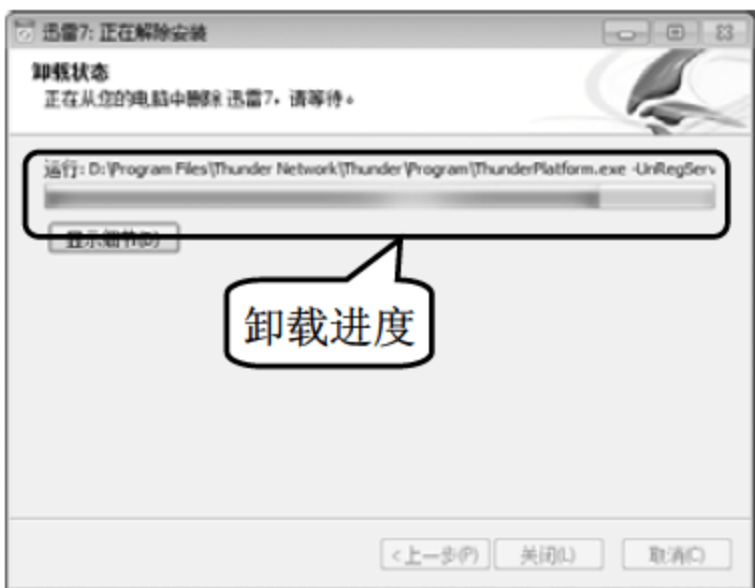 迅雷7: 正在解除安装
卸载状态
正在从您的电脑中删除 迅雷7，请等待。
运行: D:\Program Files\Thunder Network\Thunder\Program\ThunderPlatform.exe -UnRegServ
显示细节(D)
卸载进度
<上一步(P) 关闭(L) 取消(C)